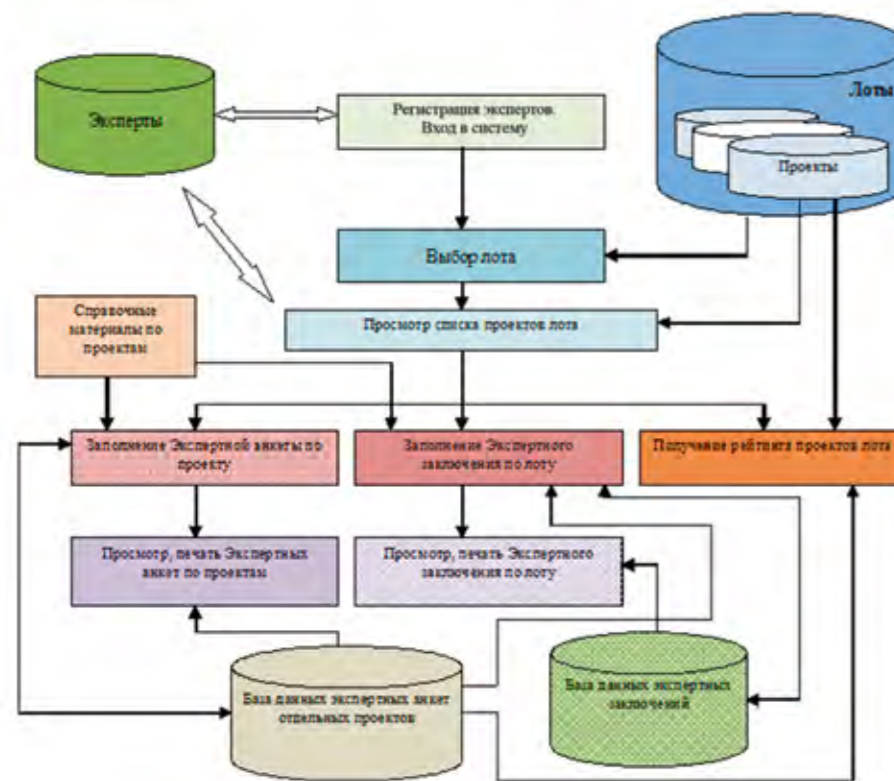 Эксперты
Регистрация экспертов.
Вход в систему
Лоты
Проекты
Выбор лота
Справочные
материалы по
проектам
Просмотр списка проектов лота
Заполнение Экспертной анкеты по
проекту
Заполнение Экспертного
заключения по лоту
Получение рейтинга проектов лота
Просмотр, печать Экспертных
анкет по проектам
Просмотр, печать Экспертного
заключения по лоту
База данных экспертных анкет
отдельных проектов
База данных экспертных
заключений